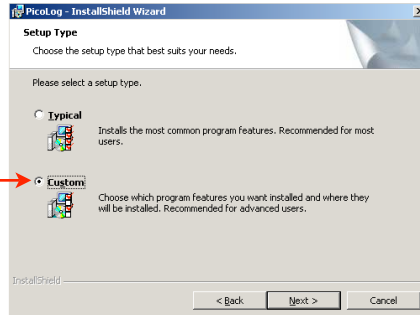 PicoLog - InstallShield Wizard
Setup Type
Choose the setup type that best suits your needs.
Please select a setup type.
Typical
Installs the most common program features. Recommended for most
users.
Custom
Choose which program features you want installed and where they
will be installed. Recommended for advanced users.
InstallShield
< Back Next > Cancel